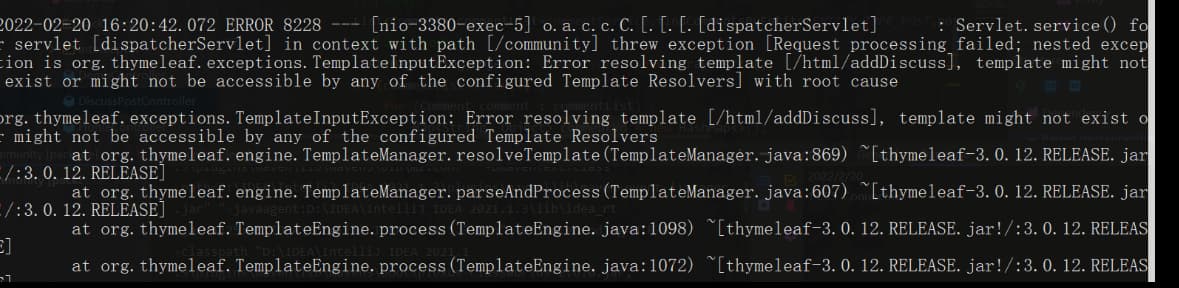 2022-02-20 16:20:42.072 ERROR 8228 --- [nio-3380-exec-5] o.a.c.c.C.[.[.[.[dispatcherServlet]      : Servlet.service() fo
r servlet [dispatcherServlet] in context with path [/community] threw exception [Request processing failed; nested excep
tion is org.thymeleaf.exceptions.TemplateInputException: Error resolving template [/html/addDiscuss], template might not
exist or might not be accessible by any of the configured Template Resolvers] with root cause
org.thymeleaf.exceptions.TemplateInputException: Error resolving template [/html/addDiscuss], template might not exist o
r might not be accessible by any of the configured Template Resolvers
at org.thymeleaf.engine.TemplateManager.resolveTemplate(TemplateManager.java:869) ~[thymeleaf-3.0.12.RELEASE.jar
!/:3.0.12.RELEASE]
at org.thymeleaf.engine.TemplateManager.parseAndProcess(TemplateManager.java:607) ~[thymeleaf-3.0.12.RELEASE.jar
!/:3.0.12.RELEASE]
at org.thymeleaf.TemplateEngine.process(TemplateEngine.java:1098) ~[thymeleaf-3.0.12.RELEASE.jar!/:3.0.12.RELEAS
E]
at org.thymeleaf.TemplateEngine.process(TemplateEngine.java:1072) ~[thymeleaf-3.0.12.RELEASE.jar!/:3.0.12.RELEAS
E]